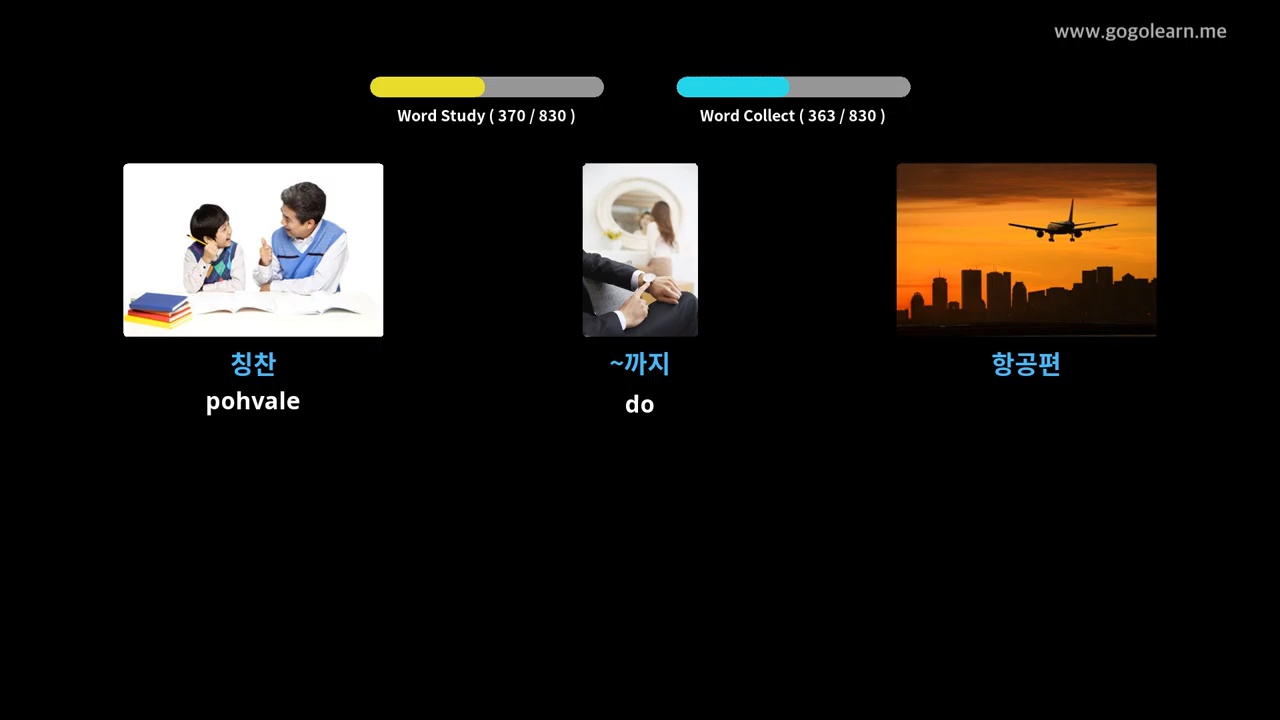 www.gogolearn.me
Word Study ( 370 / 830 )
Word Collect ( 363 / 830 )
칭찬
pohvale
~까지
do
항공편